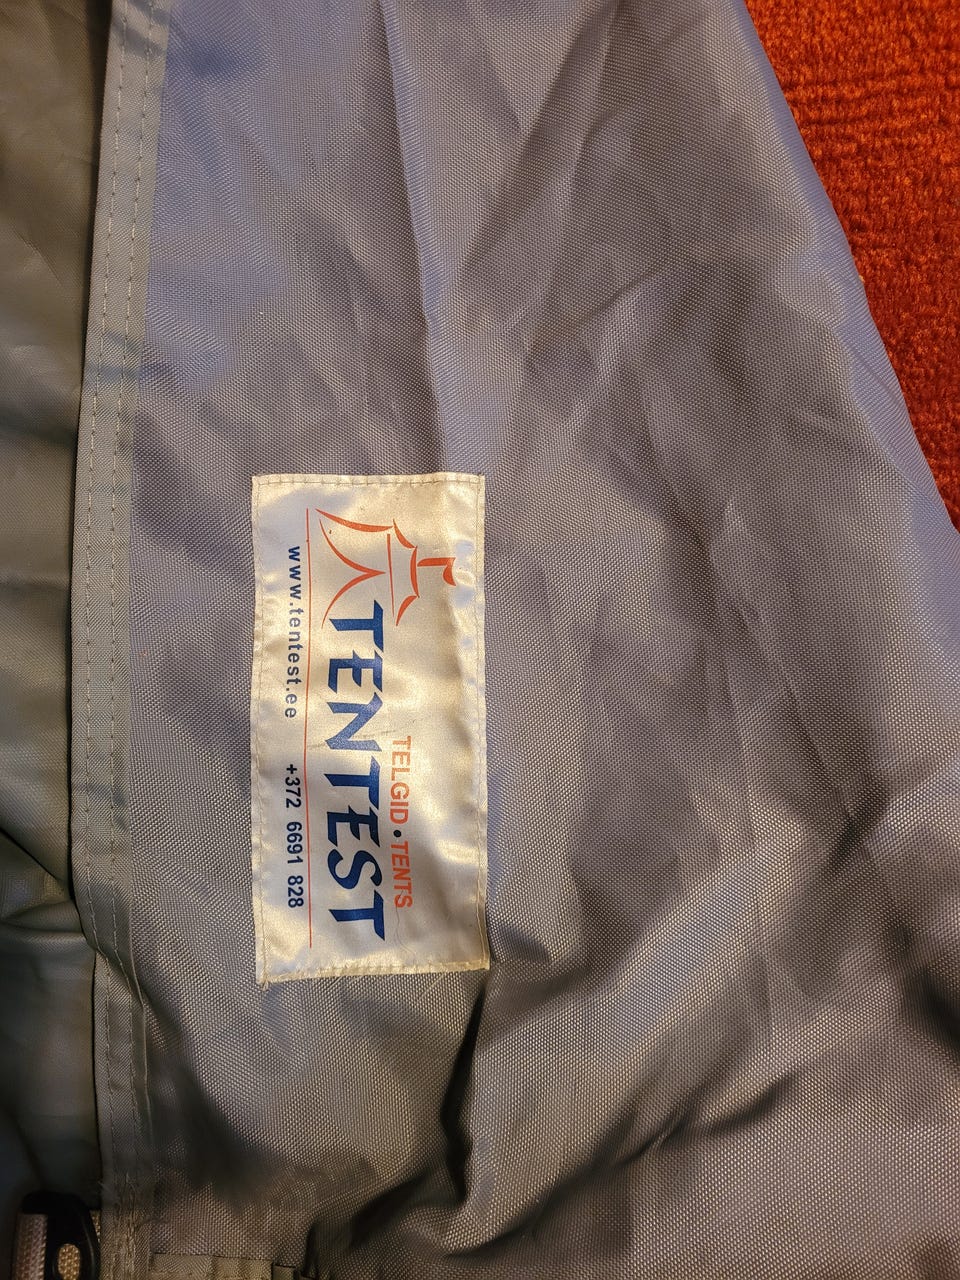 TELGID • TENTS
TENTEST
www.tentest.ee +372 6691 828